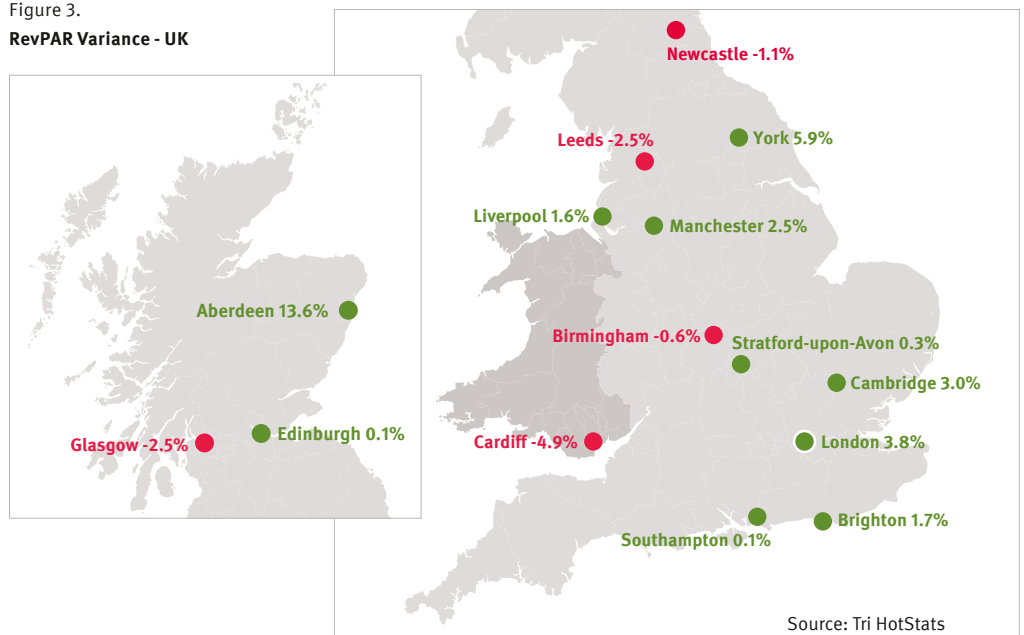 Figure 3.
RevPAR Variance - UK
Newcastle -1.1%
Leeds -2.5%
York 5.9%
Liverpool 1.6%
Manchester 2.5%
Aberdeen 13.6%
Birmingham -0.6%
Stratford-upon-Avon 0.3%
Cambridge 3.0%
Glasgow -2.5%
Edinburgh 0.1%
Cardiff -4.9%
London 3.8%
Brighton 1.7%
Southampton 0.1%
Source: Tri HotStats